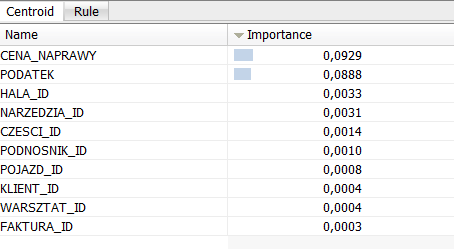 Centroid Rule
Name Importance
CENA_NAPRAWY 0,0929
PODATEK 0,0888
HALA_ID 0,0033
NARZEDZIA_ID 0,0031
CZESCI_ID 0,0014
PODNOSNIK_ID 0,0010
POJAZD_ID 0,0008
KLIENT_ID 0,0004
WARSZTAT_ID 0,0004
FAKTURA_ID 0,0003